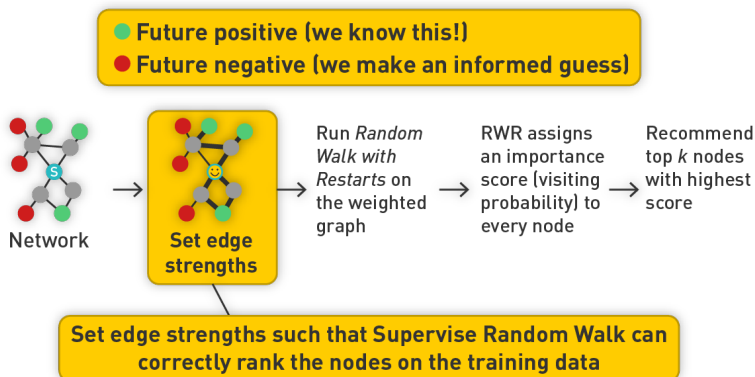 Future positive (we know this!)
Future negative (we make an informed guess)
S
Network
Set edge
strengths
Run Random
Walk with
Restarts on
the weighted
graph
RWR assigns
an importance
score (visiting
probability) to
every node
Recommend
top k nodes
with highest
score
Set edge strengths such that Supervise Random Walk can
correctly rank the nodes on the training data